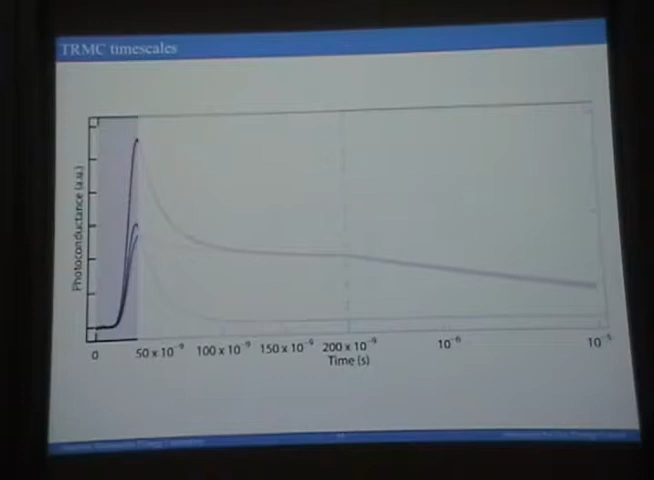 TRMC timescales
Photoconductance (a.u.)
0
50 x 10⁻⁹
100 x 10⁻⁹
150 x 10⁻⁹
200 x 10⁻⁹
10⁻⁶
10⁻⁵
Time (s)